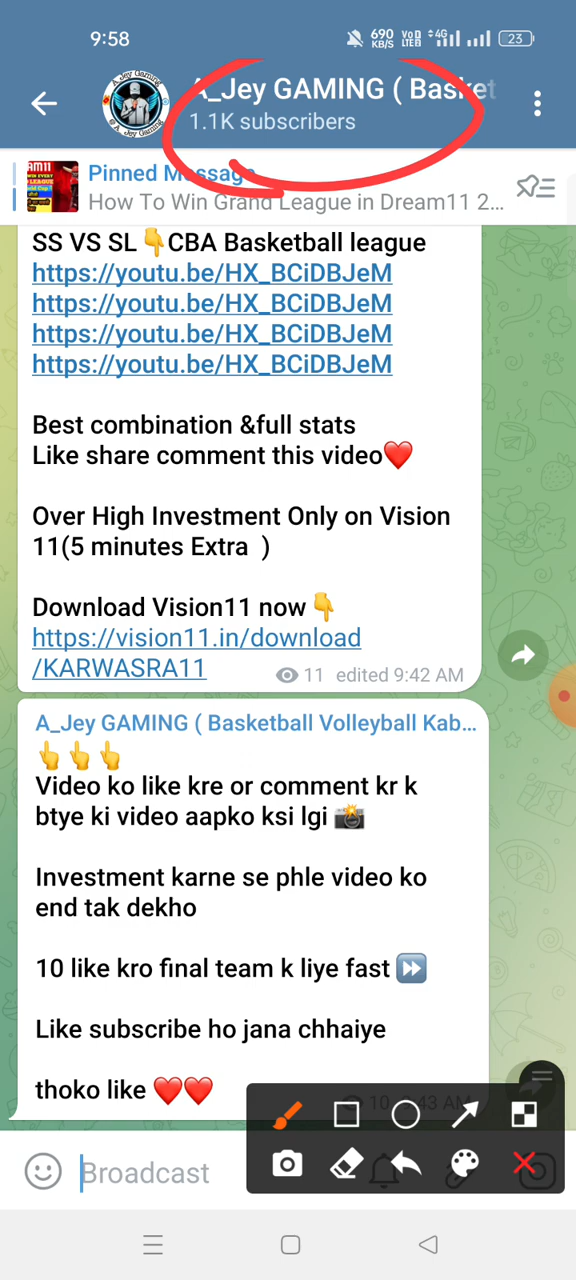 9:58
690 KB/S
Vo LTE
4G
23
A_Jey GAMING ( Basket
1.1K subscribers
Pinned Message
How To Win Grand League in Dream11 2...
SS VS SL 👇CBA Basketball league
https://youtu.be/HX_BCiDBJeM
https://youtu.be/HX_BCiDBJeM
https://youtu.be/HX_BCiDBJeM
https://youtu.be/HX_BCiDBJeM
Best combination &full stats
Like share comment this video❤️
Over High Investment Only on Vision
11(5 minutes Extra  )
Download Vision11 now👇
https://vision11.in/download
/KARWASRA11
11 edited 9:42 AM
A_Jey GAMING ( Basketball Volleyball Kab...
👆👆👆
Video ko like kre or comment kr k
btye ki video aapko ksi lgi 📸
Investment karne se phle video ko
end tak dekho
10 like kro final team k liye fast ⏩
Like subscribe ho jana chhaiye
thoko like ❤️❤️
Broadcast